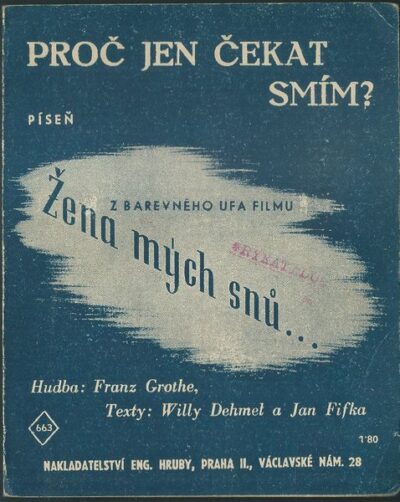 PROČ JEN ČEKAT
SMÍM?
PÍSEŇ
Z BAREVNÉHO UFA FILMU
Žena mých snů...
Hudba: Franz Grothe,
Texty: Willy Dehmel a Jan Fifka
663
1'80
NAKLADATELSTVÍ ENG. HRUBY, PRAHA II., VÁCLAVSKÉ NÁM. 28